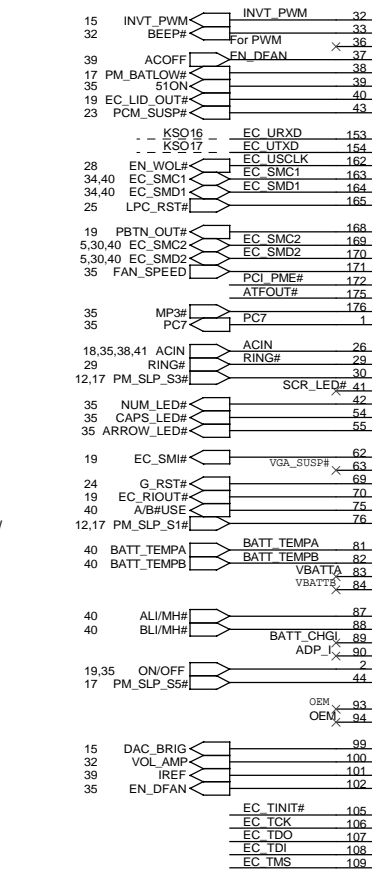 15 INVT_PWM INVT_PWM 32
32 BEEP# 33
For PWM 36
39 ACOFF EN_DFAN 37
17 PM_BATLOW# 38
35 51ON 39
19 EC_LID_OUT# 40
23 PCM_SUSP# 43
KSO16 EC_URXD 153
KSO17 EC_UTXD 154
28 EN_WOL# EC_USCLK 162
34,40 EC_SMC1 EC_SMC1 163
34,40 EC_SMD1 EC_SMD1 164
25 LPC_RST# 165
19 PBTN_OUT# 168
5,30,40 EC_SMC2 EC_SMC2 169
5,30,40 EC_SMD2 EC_SMD2 170
35 FAN_SPEED 171
PCI_PME# 172
ATFOUT# 175
35 MP3# 176
35 PC7 PC7 1
18,35,38,41 ACIN ACIN 26
29 RING# RING# 29
12,17 PM_SLP_S3# 30
SCR_LED# 41
35 NUM_LED# 42
35 CAPS_LED# 54
35 ARROW_LED# 55
19 EC_SMI# 62
VGA_SUSP# 63
24 G_RST# 69
19 EC_RIOUT# 70
40 A/B#USE 75
12,17 PM_SLP_S1# 76
40 BATT_TEMPA BATT_TEMPA 81
40 BATT_TEMPB BATT_TEMPB 82
VBATTA 83
VBATTB 84
40 ALI/MH# 87
40 BLI/MH# 88
BATT_CHGI 89
ADP_I 90
19,35 ON/OFF 2
17 PM_SLP_S5# 44
OEM 93
OEM 94
15 DAC_BRIG 99
32 VOL_AMP 100
39 IREF 101
35 EN_DFAN 102
EC_TINIT# 105
EC_TCK 106
EC_TDO 107
EC_TDI 108
EC_TMS 109